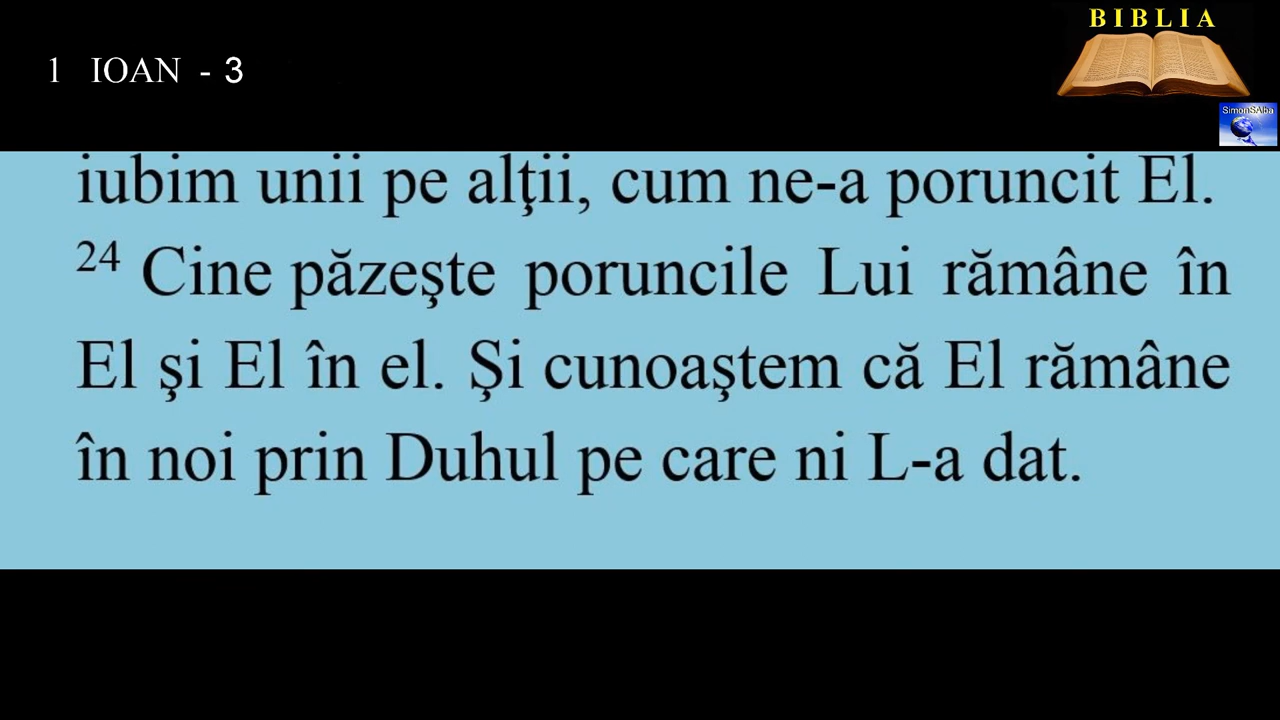 BIBLIA
1 IOAN - 3
SimonSAlba
iubim unii pe alţii, cum ne-a poruncit El.
24 Cine păzeşte poruncile Lui rămâne în
El şi El în el. Şi cunoaştem că El rămâne
în noi prin Duhul pe care ni L-a dat.